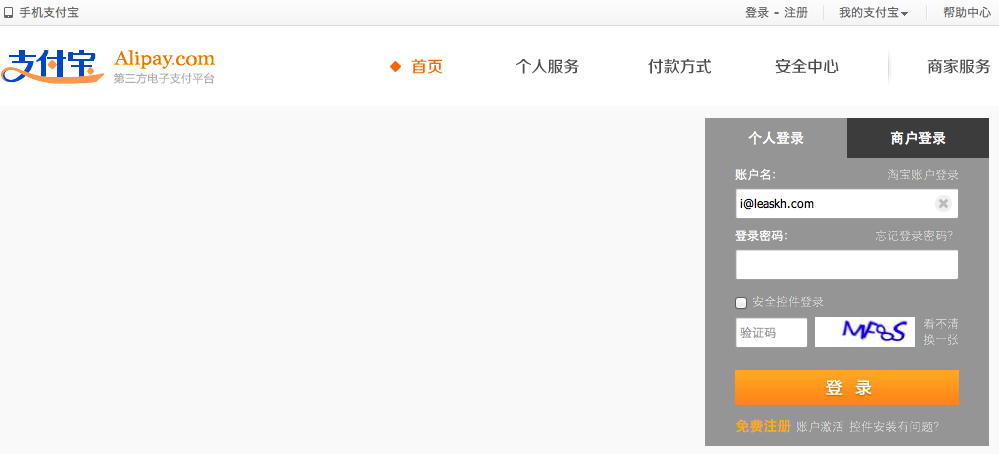 手机支付宝 登录 - 注册 我的支付宝 帮助中心
支付宝 Alipay.com 首页 个人服务 付款方式 安全中心 商家服务
第三方电子支付平台
个人登录 商户登录
账户名: 淘宝账户登录
i@leaskh.com
登录密码: 忘记登录密码?
安全控件登录
验证码 MF8S 看不清
换一张
登 录
免费注册 账户激活 控件安装有问题?